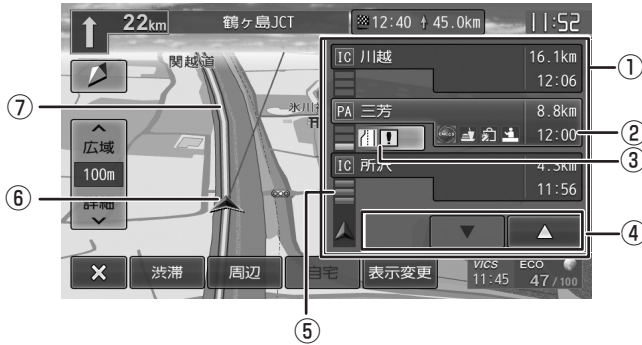 22km
鶴ヶ島JCT
12:40 45.0km
11:52
関越道
広域
100m
詳細
IC 川越 16.1km
12:06
PA 三芳 8.8km
12:00
IC 所沢 4.3km
11:56
渋滞
周辺
自宅
表示変更
VICS
11:45
ECO
47/100
①
②
③
④
⑤
⑥
⑦